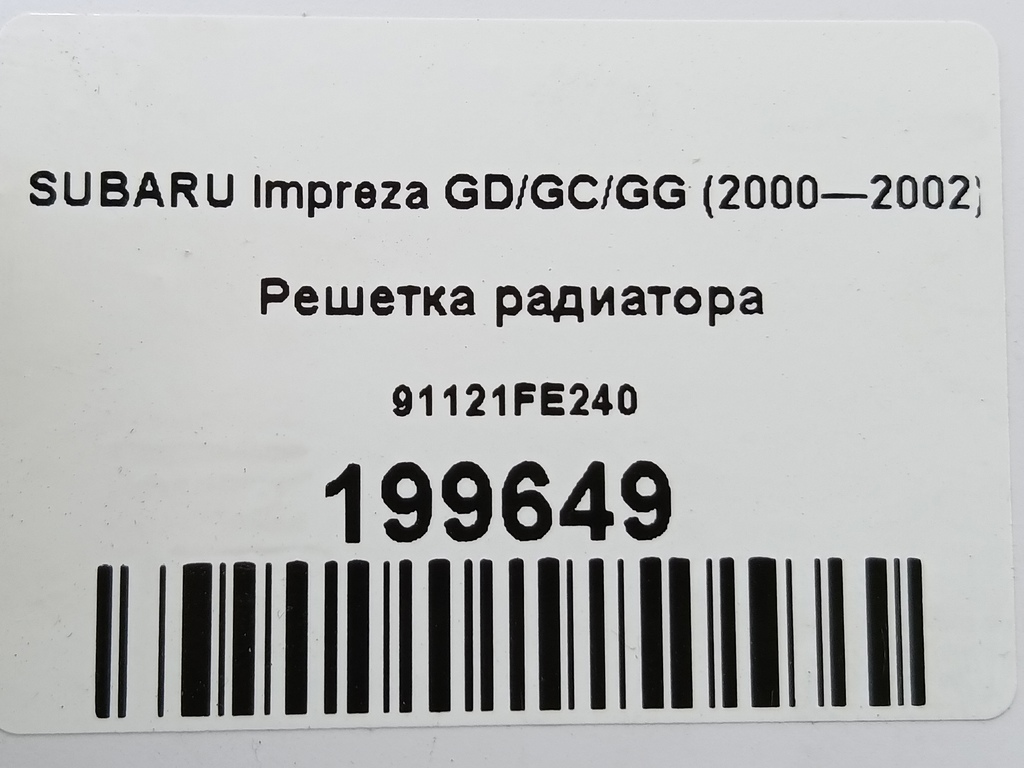 SUBARU Impreza GD/GC/GG (2000—2002)
Решетка радиатора
91121FE240
199649